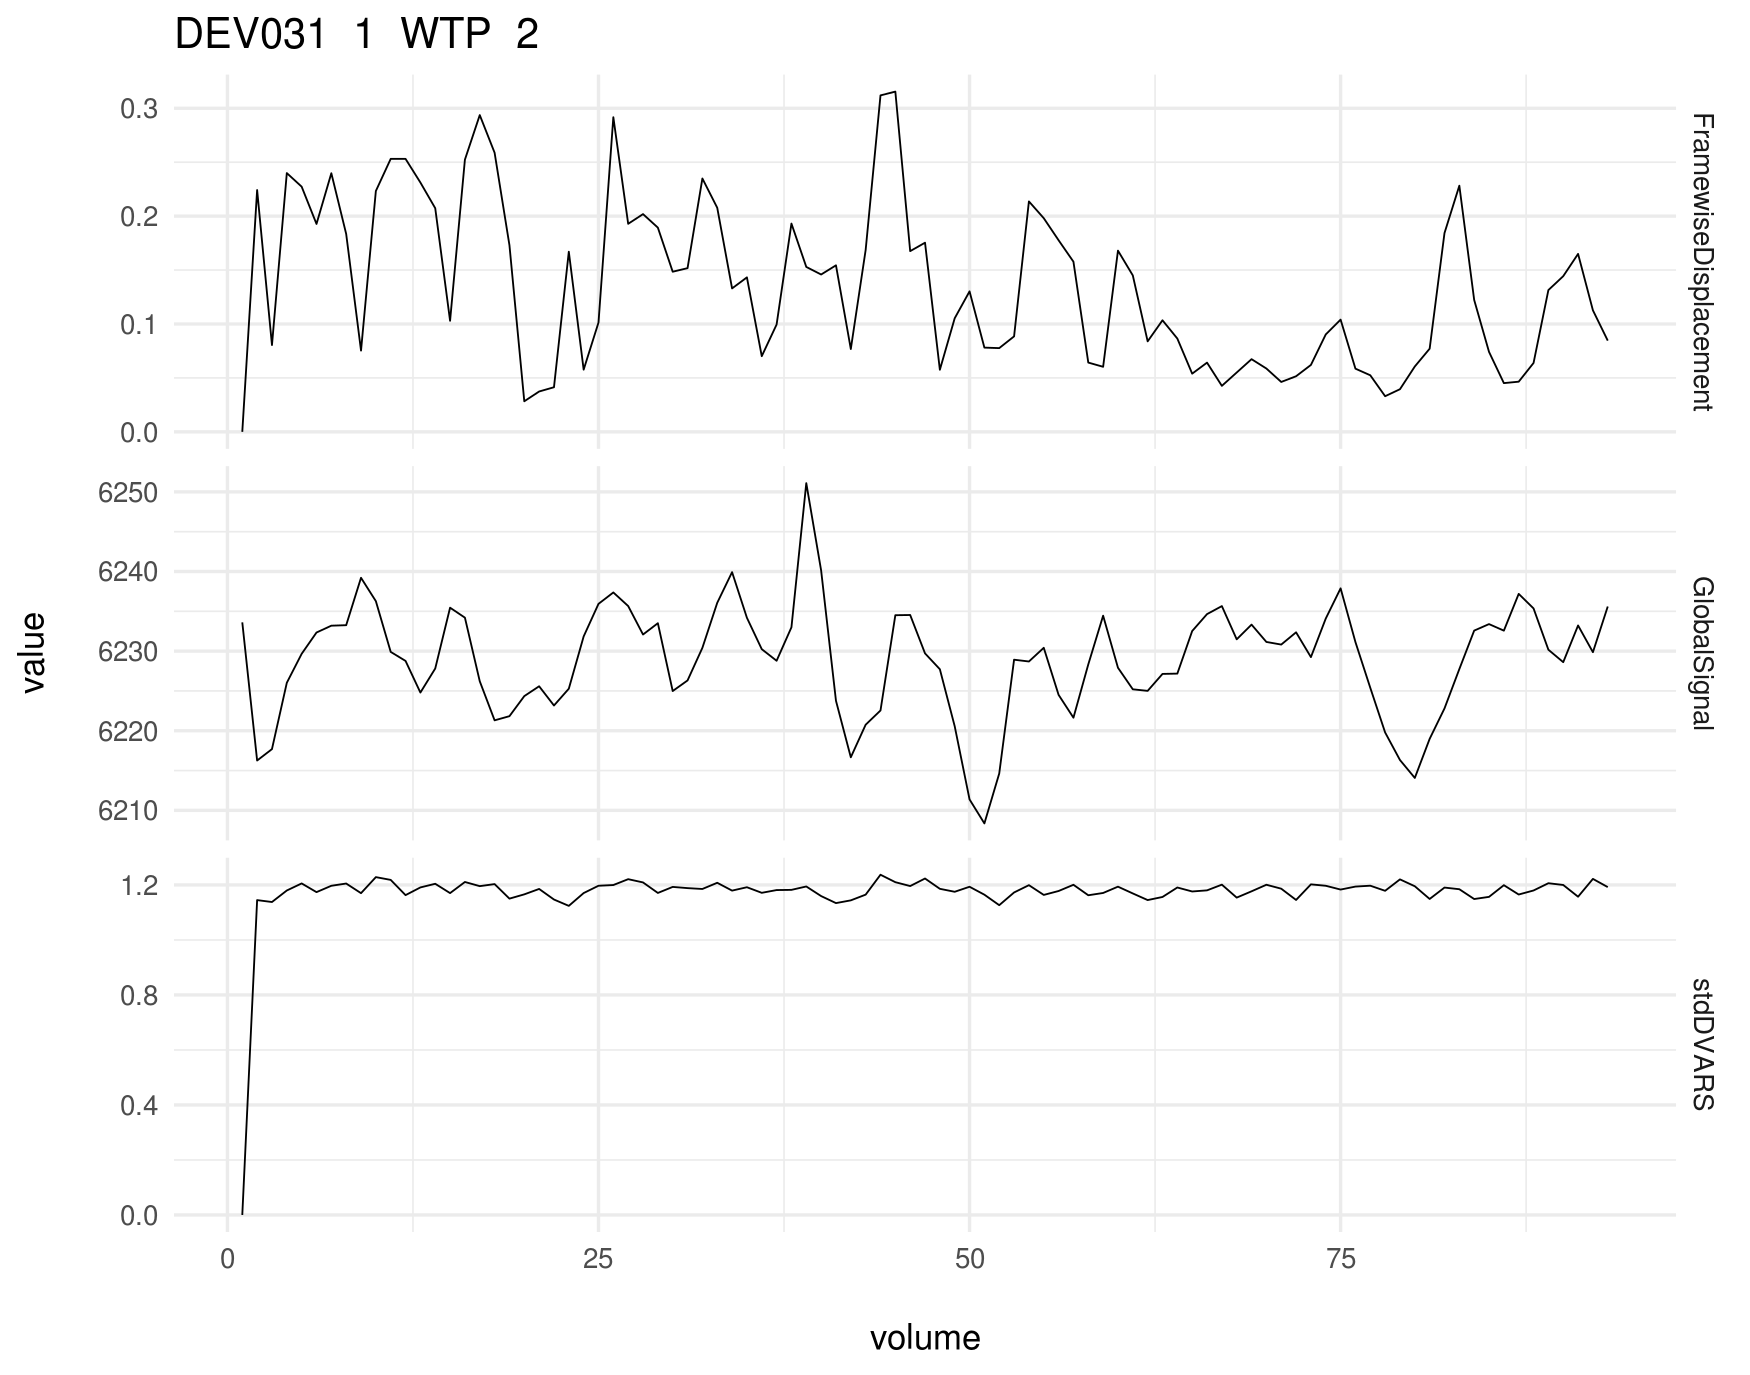 DEV031 1 WTP 2
0.3
0.2
0.1
0.0
FramewiseDisplacement
6250
6240
6230
6220
6210
GlobalSignal
value
1.2
0.8
0.4
0.0
stdDVARS
0 25 50 75
volume